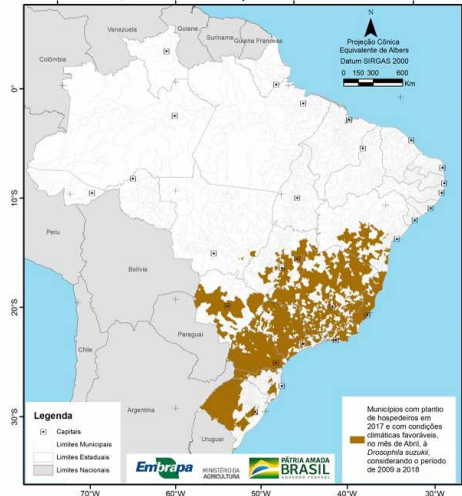 Venezuela
Guiana
Suriname
Guiana Francesa
Colômbia
Projeção Cônica
Equivalente de Albers
Datum SIRGAS 2000
0 150 300 600
Km
0°
10°S
Peru
Bolívia
20°S
Paraguai
Chile
Argentina
30°S
Uruguai
Legenda
Capitais
Limites Municipais
Limites Estaduais
Limites Nacionais
Embrapa
MINISTÉRIO DA
AGRICULTURA
PÁTRIA AMADA
BRASIL
GOVERNO FEDERAL
Municípios com plantio
de hospedeiros em
2017 e com condições
climáticas favoráveis,
no mês de Abril, à
Drosophila suzukii,
considerando o período
de 2009 a 2018
70°W
60°W
50°W
40°W
30°W